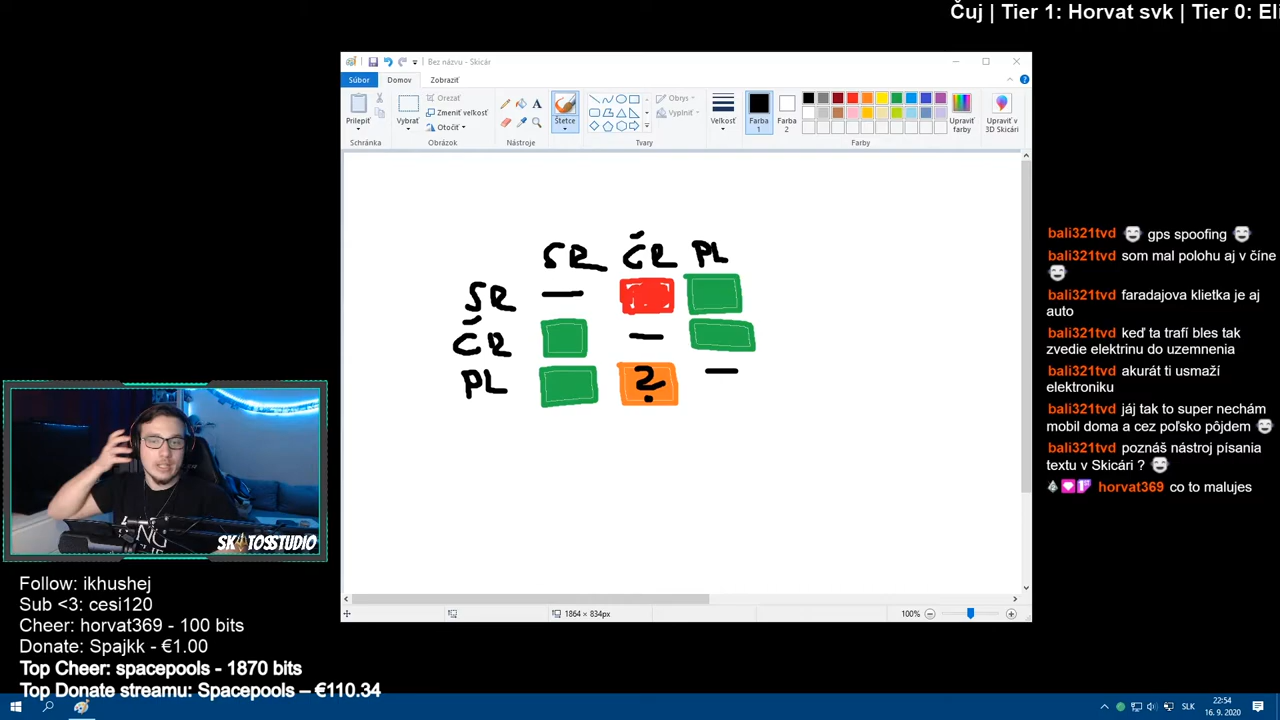 Čuj | Tier 1: Horvat svk | Tier 0: Eli
Bez názvu - Skicár
Súbor
Domov
Zobraziť
Prilepiť
Schránka
Vybrať
Orezať
Zmeniť veľkosť
Otočiť
Obrázok
Nástroje
Štetce
Tvary
Obrys
Vyplniť
Veľkosť
Farba 1
Farba 2
Farby
Upraviť farby
Upraviť v 3D Skicári
SR ČR PL
SR
ČR
PL ?
bali321tvd gps spoofing
bali321tvd som mal polohu aj v číne
bali321tvd faradajova klietka je aj
auto
bali321tvd keď ta trafí bles tak
zvedie elektrinu do uzemnenia
bali321tvd akurát ti usmaží
elektroniku
bali321tvd jáj tak to super nechám
mobil doma a cez poľsko pôjdem
bali321tvd poznáš nástroj písania
textu v Skicári ?
horvat369 co to malujes
Follow: ikhushej
Sub <3: cesi120
Cheer: horvat369 - 100 bits
Donate: Spajkk - €1.00
Top Cheer: spacepools - 1870 bits
Top Donate streamu: Spacepools – €110.34
1864 × 834px
100%
SLK
22:54
16. 9. 2020